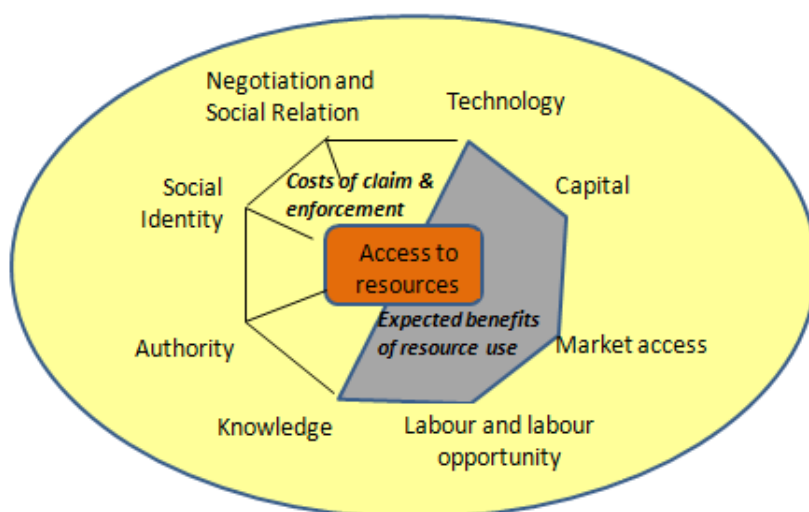 Negotiation and
Social Relation
Technology
Costs of claim &
enforcement
Capital
Social
Identity
Access to
resources
Expected benefits
of resource use
Market access
Authority
Knowledge
Labour and labour
opportunity